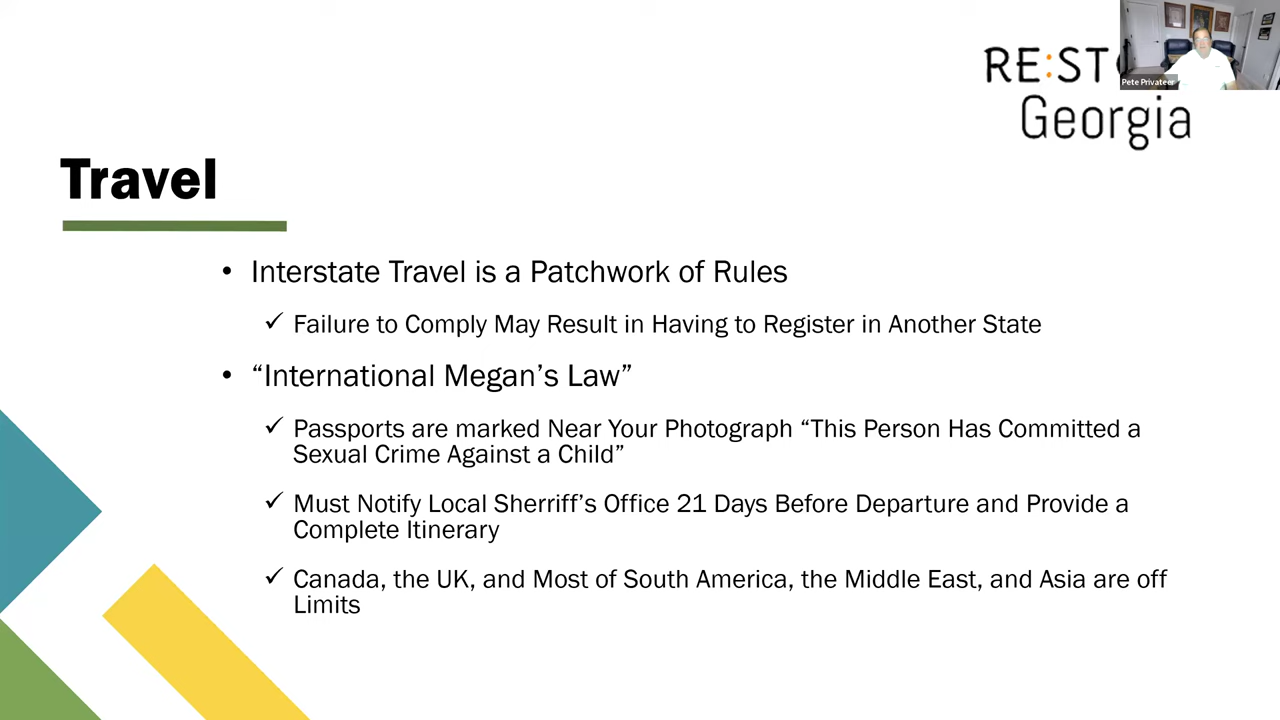 RE:STO
Pete Privateer
Georgia
Travel
• Interstate Travel is a Patchwork of Rules
✓ Failure to Comply May Result in Having to Register in Another State
• “International Megan’s Law”
✓ Passports are marked Near Your Photograph “This Person Has Committed a
Sexual Crime Against a Child”
✓ Must Notify Local Sherriff’s Office 21 Days Before Departure and Provide a
Complete Itinerary
✓ Canada, the UK, and Most of South America, the Middle East, and Asia are off
Limits